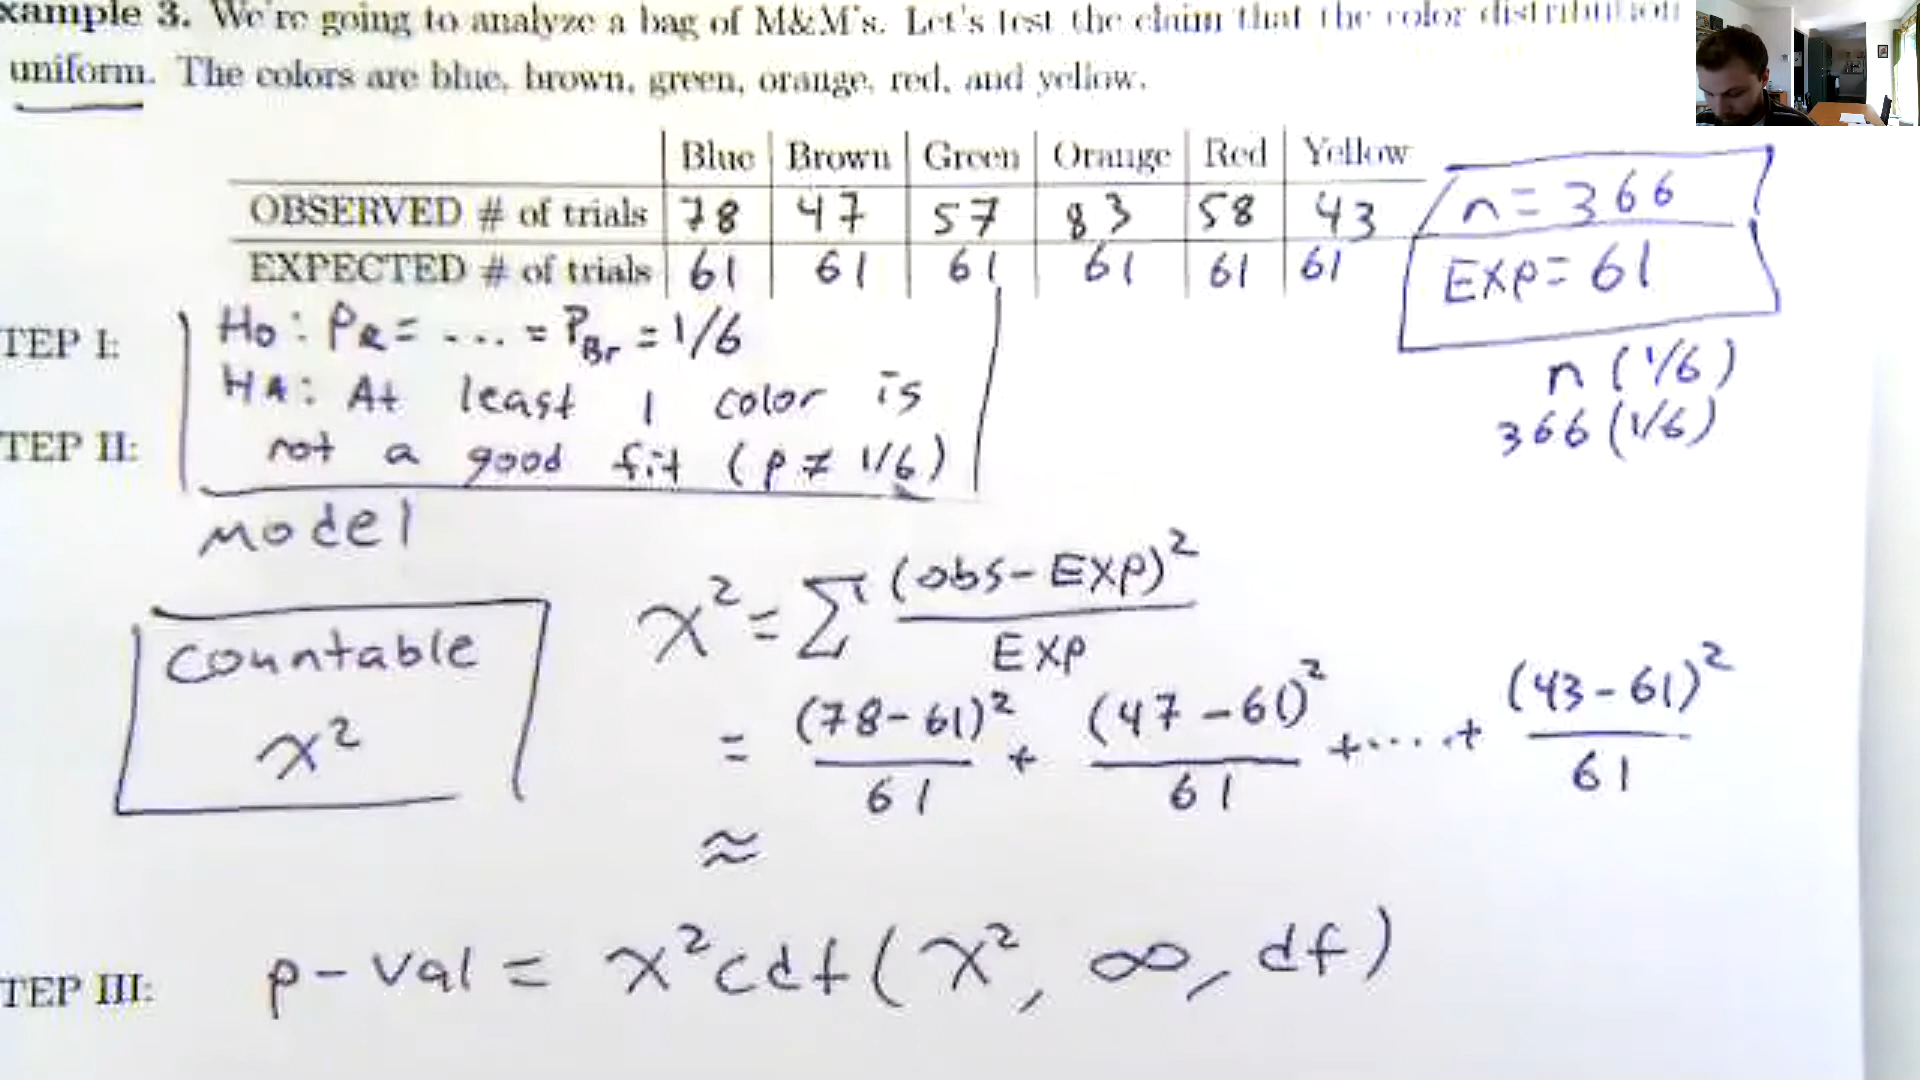 xample 3. We're going to analyze a bag of M&M's. Let's test the claim that the color distribution
uniform. The colors are blue, brown, green, orange, red, and yellow.
Blue Brown Green Orange Red Yellow
OBSERVED # of trials 78 47 57 83 58 43
n = 366
EXPECTED # of trials 61 61 61 61 61 61
EXP = 61
TEP I:
H0 : PR = .... = PBr = 1/6
n (1/6)
HA : At least 1 color is
366 (1/6)
TEP II:
not a good fit (p ≠ 1/6)
model
countable
χ²
χ² = Σ (obs - EXP)² / EXP
= (78 - 61)² / 61 + (47 - 61)² / 61 + .... + (43 - 61)² / 61
≈
TEP III:
p - val = χ²cdf (χ², ∞, df)